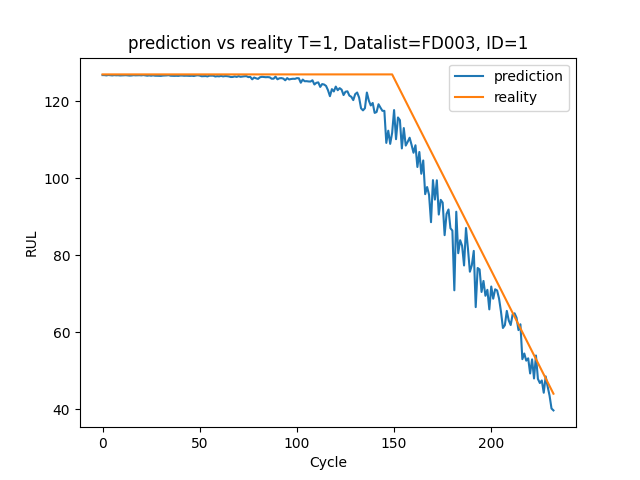 prediction vs reality T=1, Datalist=FD003, ID=1
prediction
reality
RUL
120
100
80
60
40
0
50
100
150
200
Cycle